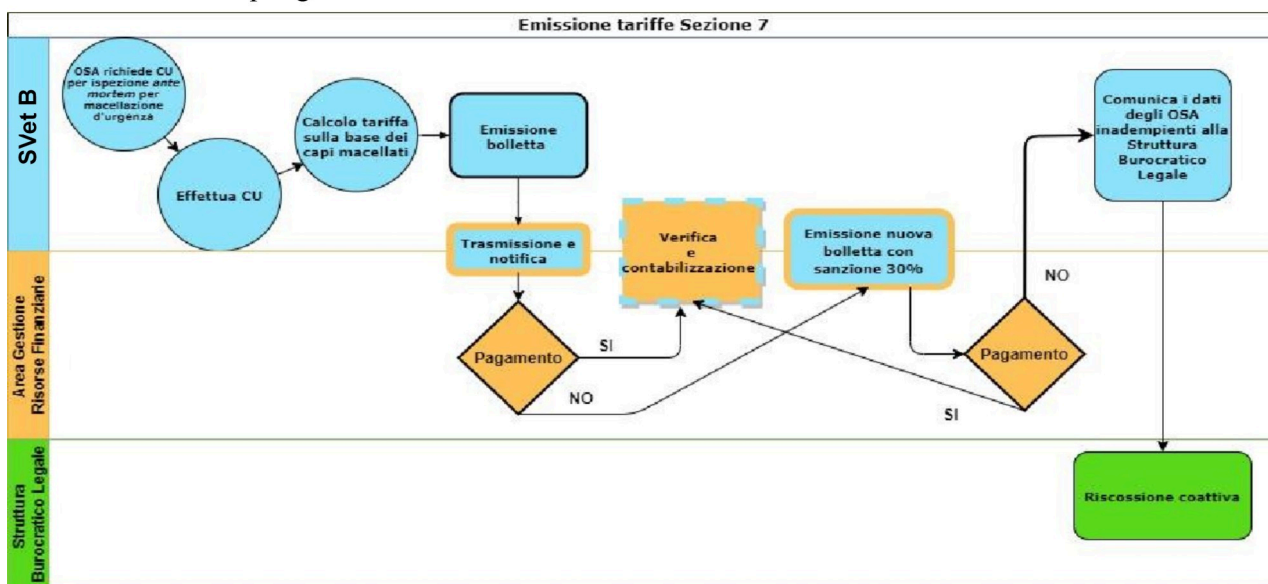 Emissione tariffe Sezione 7
SVet B
OSA richiede CU
per ispezione ante
mortem per
macellazione
d'urgenza
Effettua CU
Calcolo tariffa
sulla base dei
capi macellati
Emissione
bolletta
Trasmissione e
notifica
Verifica
e
contabilizzazione
Emissione nuova
bolletta con
sanzione 30%
Comunica i dati
degli OSA
inadempienti alla
Struttura
Burocratico
Legale
Area Gestione
Risorse Finanziarie
Pagamento
SI
NO
Pagamento
NO
SI
Struttura
Burocratico Legale
Riscossione coattiva